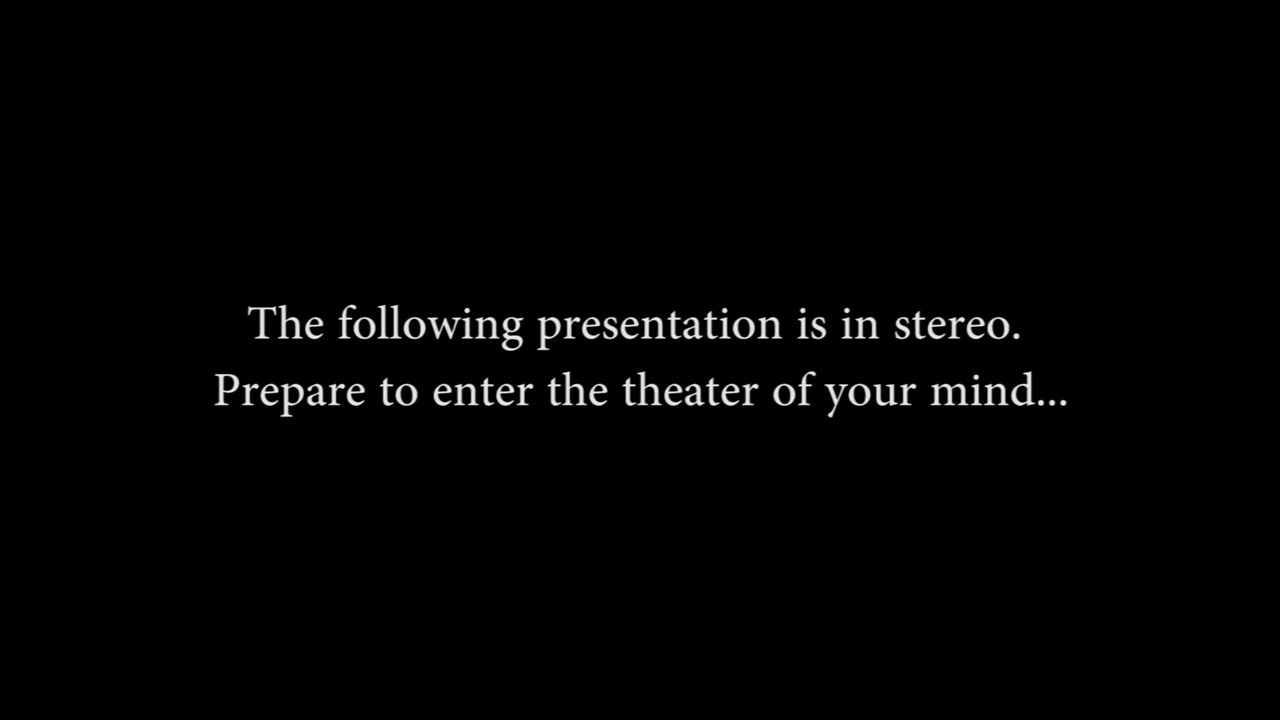 The following presentation is in stereo.
Prepare to enter the theater of your mind...